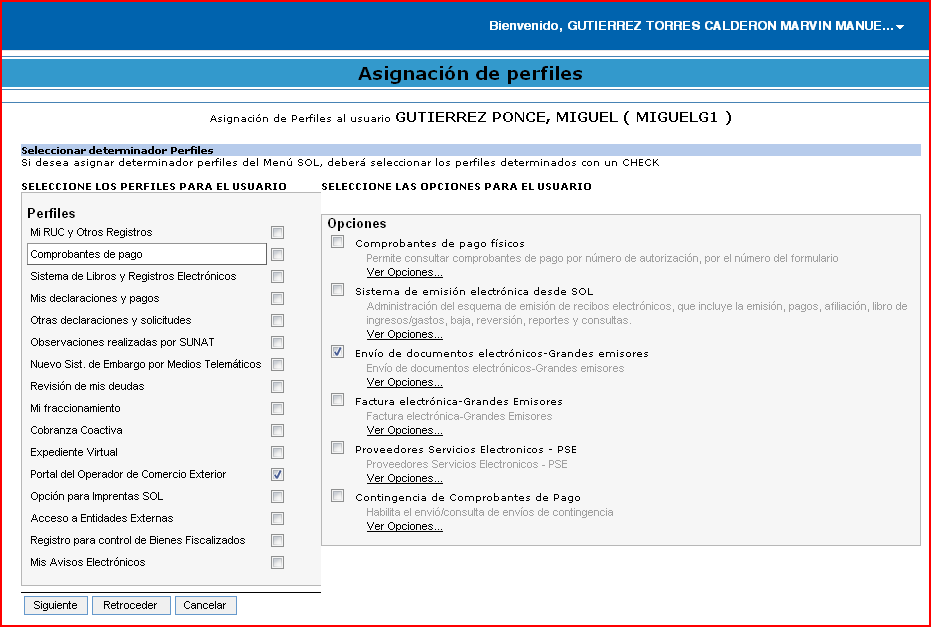 Bienvenido, GUTIERREZ TORRES CALDERON MARVIN MANUE...
Asignación de perfiles
Asignación de Perfiles al usuario GUTIERREZ PONCE, MIGUEL ( MIGUELG1 )
Seleccionar determinador Perfiles
Si desea asignar determinador perfiles del Menú SOL, deberá seleccionar los perfiles determinados con un CHECK
SELECCIONE LOS PERFILES PARA EL USUARIO
Perfiles
Mi RUC y Otros Registros
Comprobantes de pago
Sistema de Libros y Registros Electrónicos
Mis declaraciones y pagos
Otras declaraciones y solicitudes
Observaciones realizadas por SUNAT
Nuevo Sist. de Embargo por Medios Telemáticos
Revisión de mis deudas
Mi fraccionamiento
Cobranza Coactiva
Expediente Virtual
Portal del Operador de Comercio Exterior
Opción para Imprentas SOL
Acceso a Entidades Externas
Registro para control de Bienes Fiscalizados
Mis Avisos Electrónicos
SELECCIONE LAS OPCIONES PARA EL USUARIO
Opciones
Comprobantes de pago físicos
Permite consultar comprobantes de pago por número de autorización, por el número del formulario
Ver Opciones...
Sistema de emisión electrónica desde SOL
Administración del esquema de emisión de recibos electrónicos, que incluye la emisión, pagos, afiliación, libro de
ingresos/gastos, baja, reversión, reportes y consultas.
Ver Opciones...
Envío de documentos electrónicos-Grandes emisores
Envío de documentos electrónicos-Grandes emisores
Ver Opciones...
Factura electrónica-Grandes Emisores
Factura electrónica-Grandes Emisores
Ver Opciones...
Proveedores Servicios Electronicos - PSE
Proveedores Servicios Electronicos - PSE
Ver Opciones...
Contingencia de Comprobantes de Pago
Habilita el envió/consulta de envíos de contingencia
Ver Opciones...
Siguiente
Retroceder
Cancelar